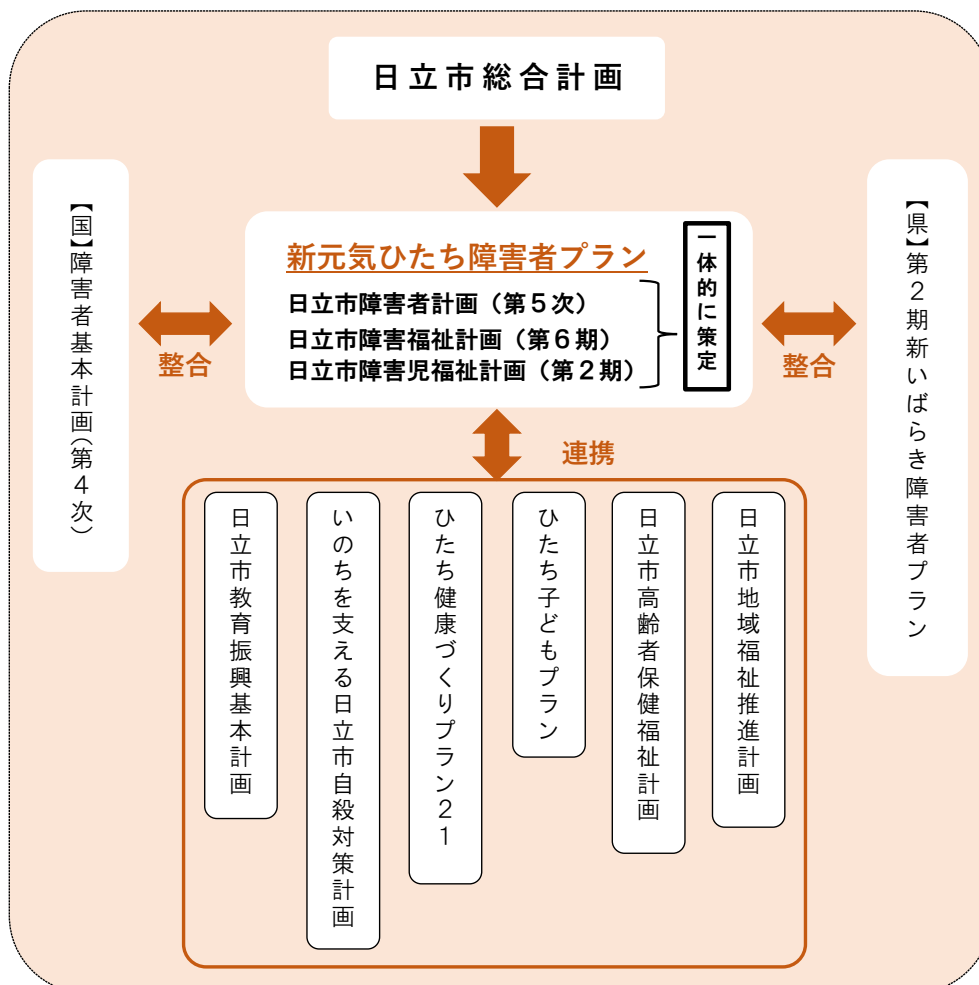 日立市総合計画
【国】障害者基本計画（第４次）
整合
新元気ひたち障害者プラン
日立市障害者計画（第５次）
日立市障害福祉計画（第６期）
日立市障害児福祉計画（第２期）
一体的に策定
整合
【県】第２期新いばらき障害者プラン
連携
日立市地域福祉推進計画
日立市高齢者保健福祉計画
ひたち子どもプラン
ひたち健康づくりプラン２１
いのちを支える日立市自殺対策計画
日立市教育振興基本計画